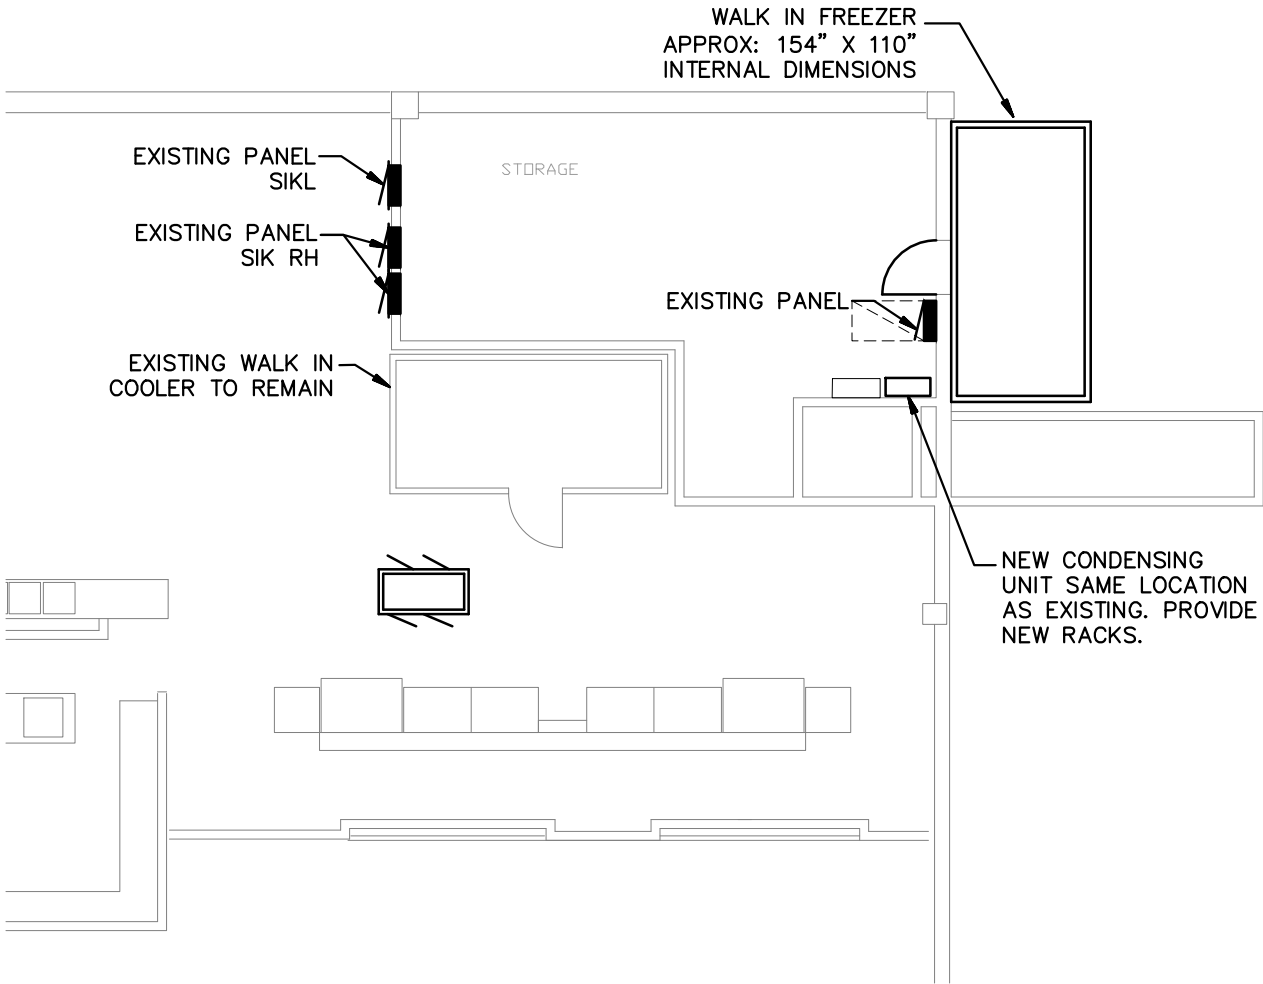 WALK IN FREEZER
APPROX: 154” X 110”
INTERNAL DIMENSIONS
EXISTING PANEL
SIKL
STORAGE
EXISTING PANEL
SIK RH
EXISTING PANEL
EXISTING WALK IN
COOLER TO REMAIN
NEW CONDENSING
UNIT SAME LOCATION
AS EXISTING. PROVIDE
NEW RACKS.